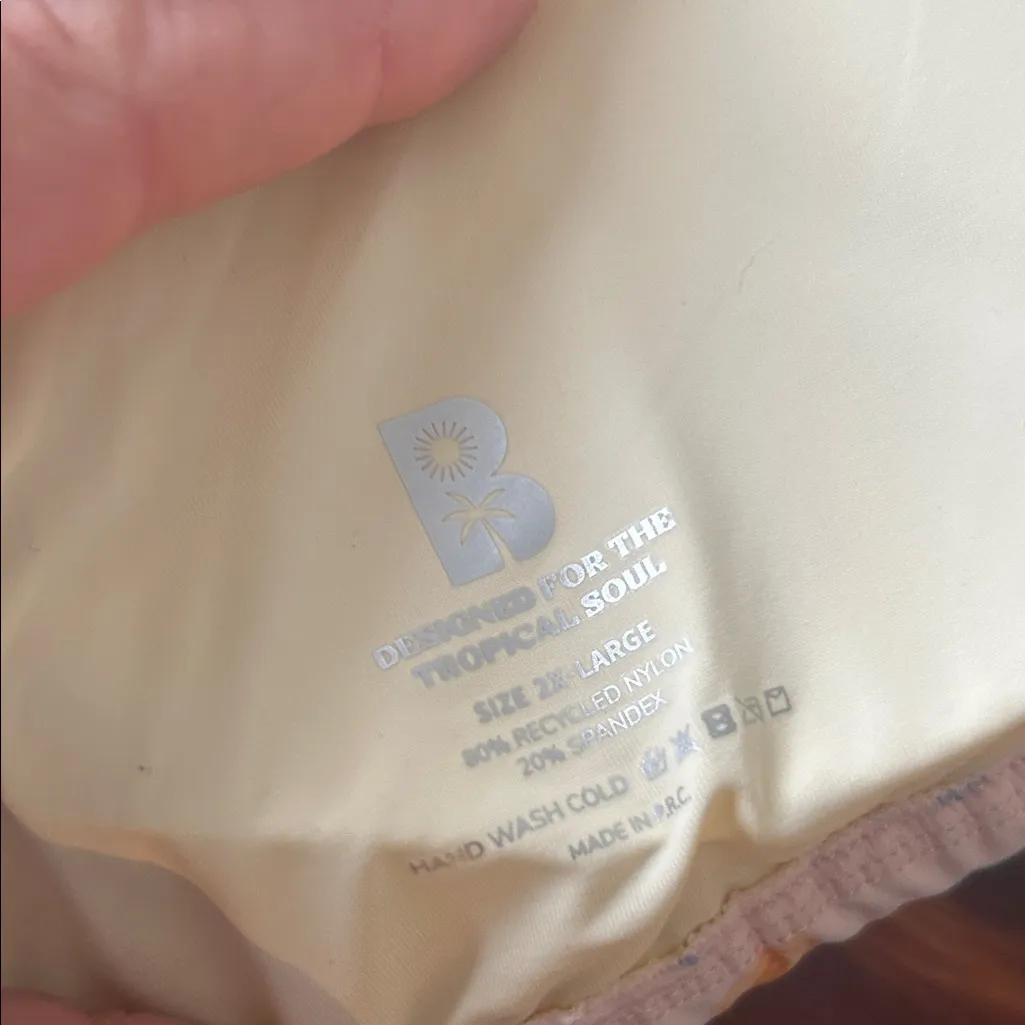 B
DESIGNED FOR THE
TROPICAL SOUL
SIZE 2X-LARGE
80% RECYCLED NYLON
20% SPANDEX
HAND WASH COLD
MADE IN P.R.C.